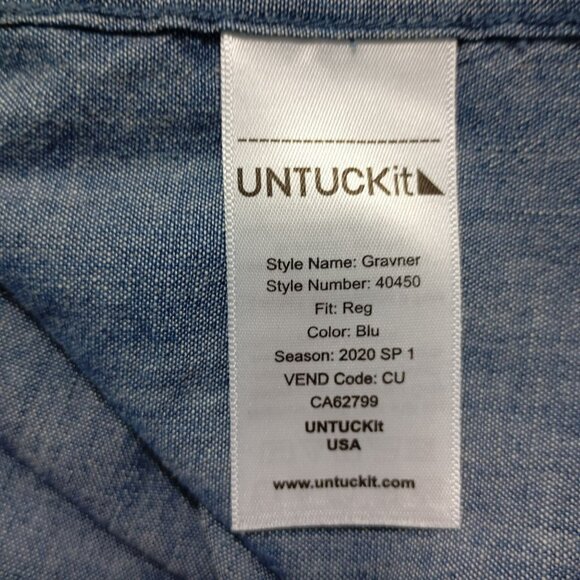 UNTUCKit
Style Name: Gravner
Style Number: 40450
Fit: Reg
Color: Blu
Season: 2020 SP 1
VEND Code: CU
CA62799
UNTUCKit
USA
www.untuckit.com